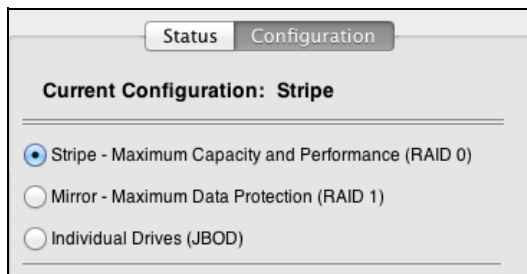 Status Configuration
Current Configuration: Stripe
Stripe - Maximum Capacity and Performance (RAID 0)
Mirror - Maximum Data Protection (RAID 1)
Individual Drives (JBOD)